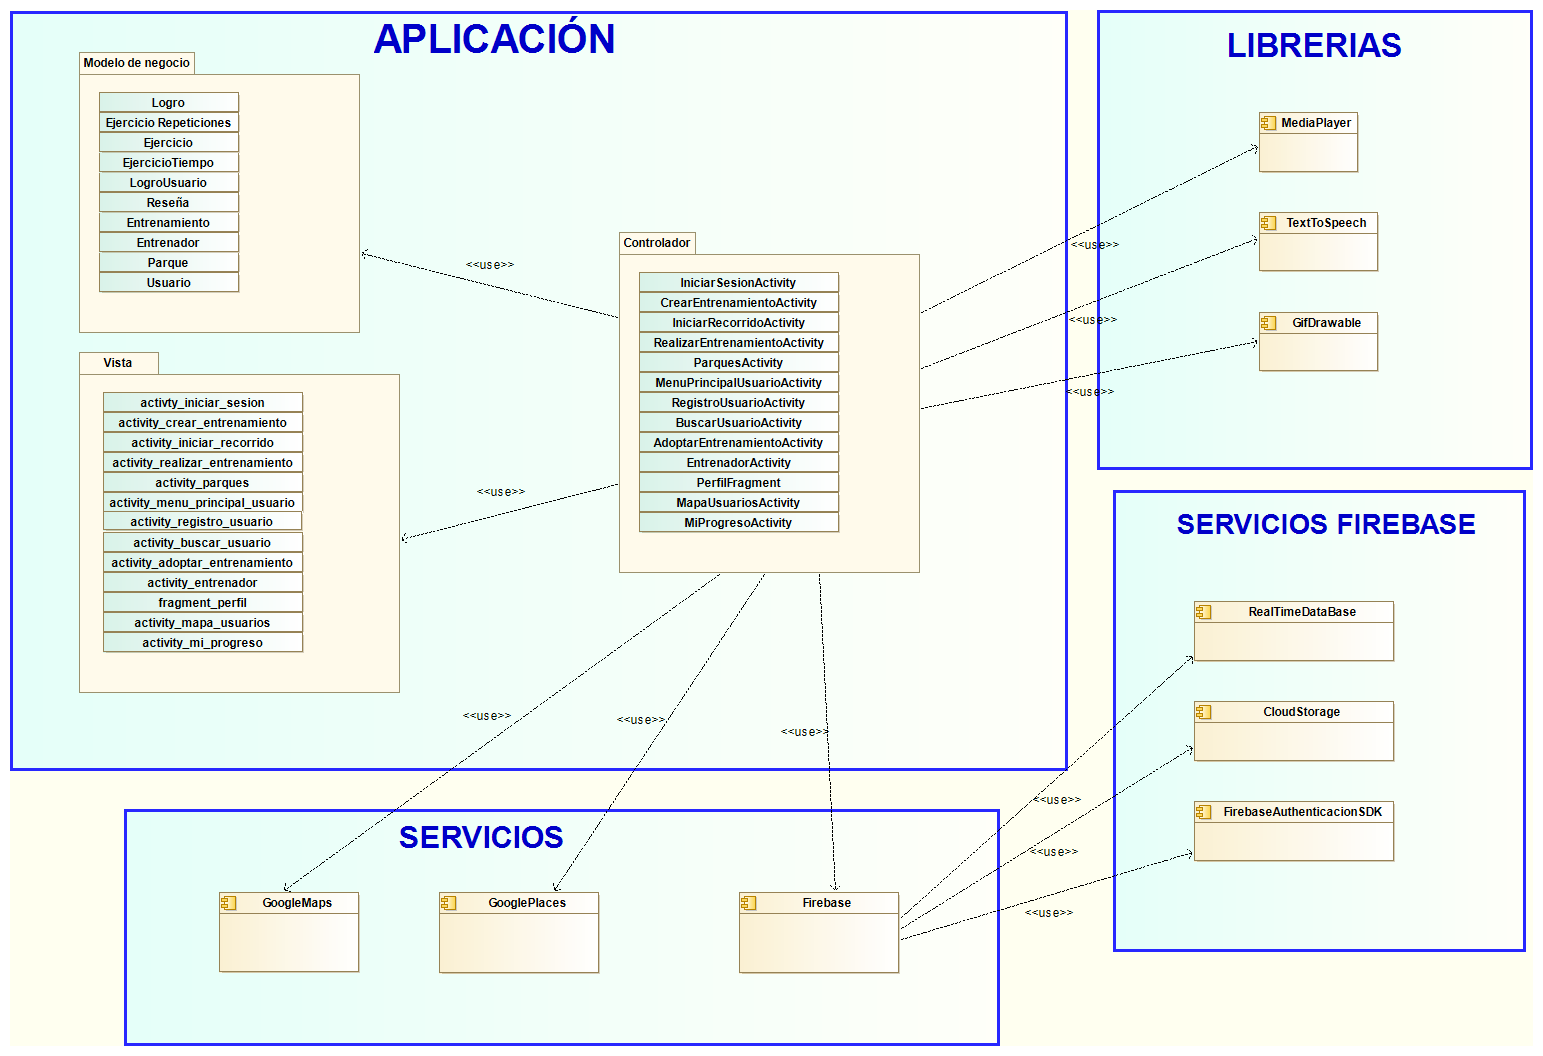 APLICACIÓN
Modelo de negocio
Logro
Ejercicio Repeticiones
Ejercicio
EjercicioTiempo
LogroUsuario
Reseña
Entrenamiento
Entrenador
Parque
Usuario
Vista
activty_iniciar_sesion
activity_crear_entrenamiento
activity_iniciar_recorrido
activity_realizar_entrenamiento
activity_parques
activity_menu_principal_usuario
activity_registro_usuario
activity_buscar_usuario
activity_adoptar_entrenamiento
activity_entrenador
fragment_perfil
activity_mapa_usuarios
activity_mi_progreso
<<use>>
<<use>>
Controlador
IniciarSesionActivity
CrearEntrenamientoActivity
IniciarRecorridoActivity
RealizarEntrenamientoActivity
ParquesActivity
MenuPrincipalUsuarioActivity
RegistroUsuarioActivity
BuscarUsuarioActivity
AdoptarEntrenamientoActivity
EntrenadorActivity
PerfilFragment
MapaUsuariosActivity
MiProgresoActivity
<<use>>
<<use>>
<<use>>
LIBRERIAS
MediaPlayer
TextToSpeech
GifDrawable
<<use>>
<<use>>
<<use>>
SERVICIOS
GoogleMaps
GooglePlaces
Firebase
<<use>>
<<use>>
<<use>>
SERVICIOS FIREBASE
RealTimeDataBase
CloudStorage
FirebaseAuthenticacionSDK